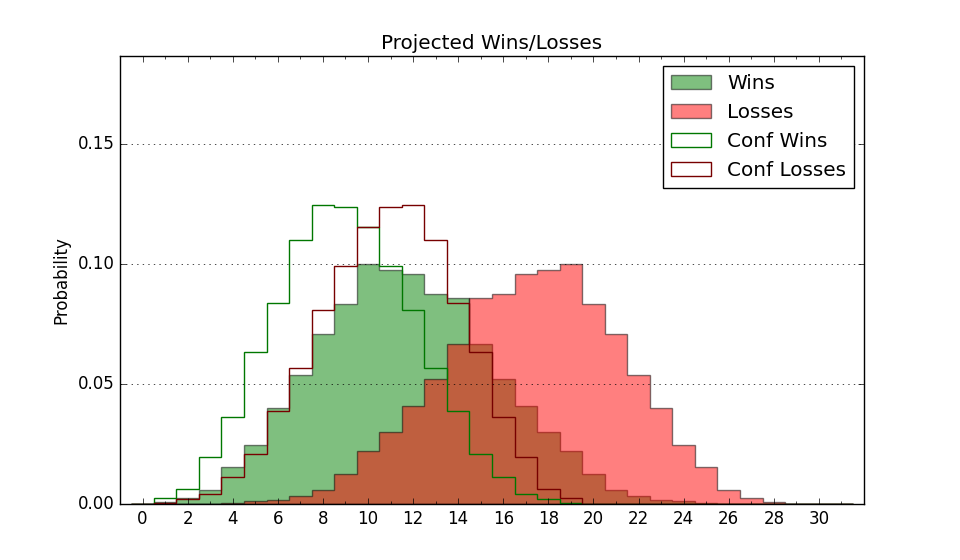 Projected Wins/Losses
Wins
Losses
Conf Wins
Conf Losses
Probability
0.15
0.10
0.05
0.00
0 2 4 6 8 10 12 14 16 18 20 22 24 26 28 30